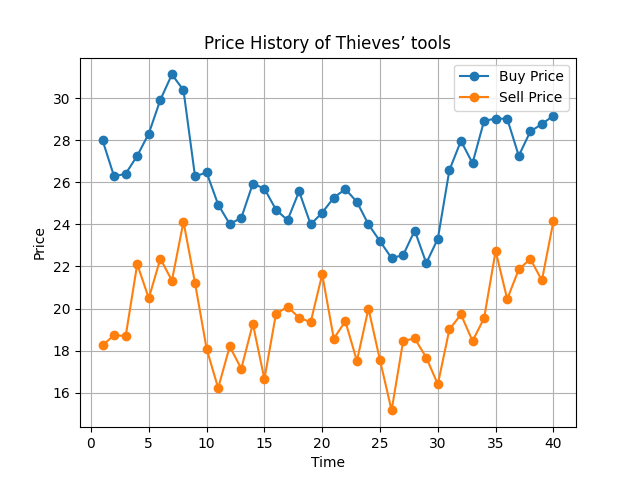 Price History of Thieves’ tools
Buy Price
Sell Price
Price
30
28
26
24
22
20
18
16
0 5 10 15 20 25 30 35 40
Time